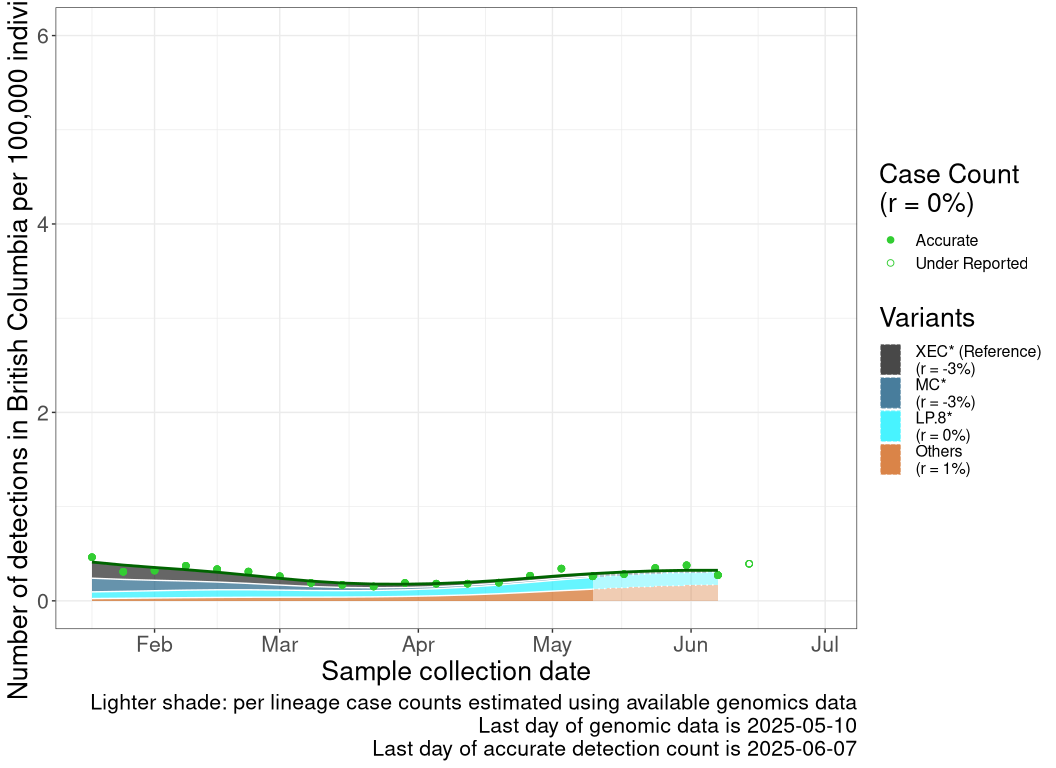 Number of detections in British Columbia per 100,000
6
4
2
0
Feb Mar Apr May Jun Jul
Sample collection date
Lighter shade: per lineage case counts estimated using available genomics data
Last day of genomic data is 2025-05-10
Last day of accurate detection count is 2025-06-07
Case Count
(r = 0%)
Accurate
Under Reported
Variants
XEC* (Reference)
(r = -3%)
MC*
(r = -3%)
LP.8*
(r = 0%)
Others
(r = 1%)